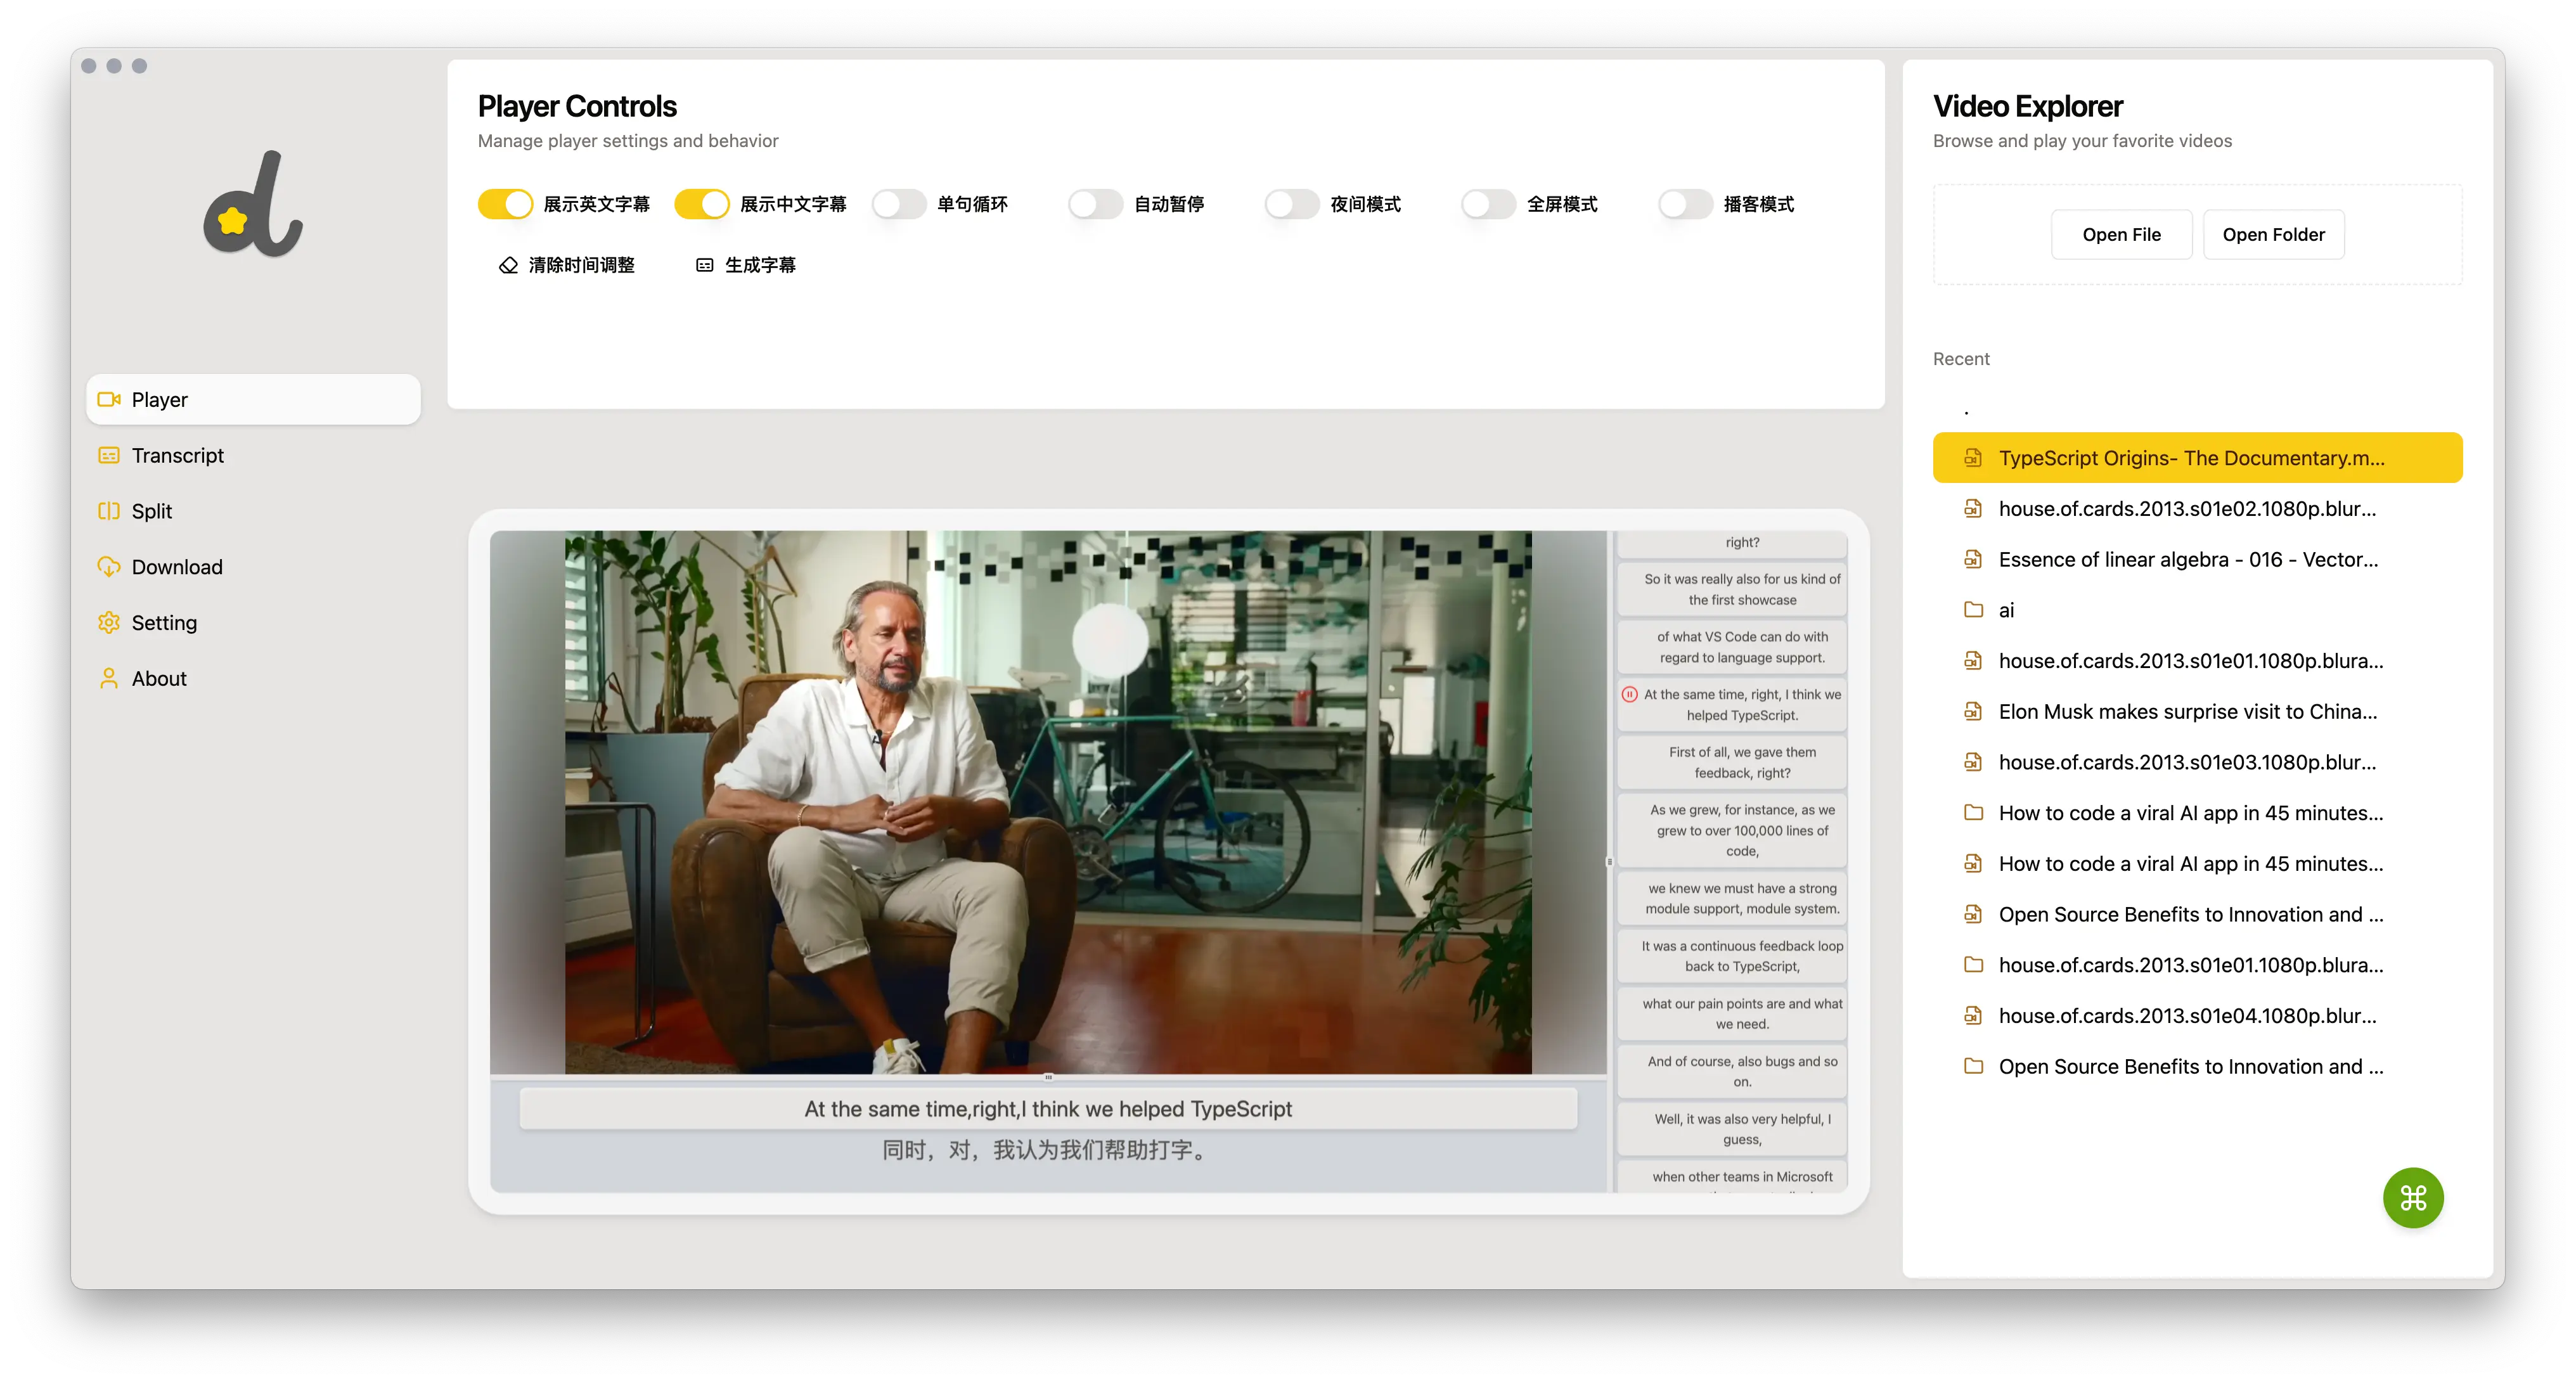 Player Controls
Manage player settings and behavior
展示英文字幕
展示中文字幕
单句循环
自动暂停
夜间模式
全屏模式
播客模式
清除时间调整
生成字幕
Player
Transcript
Split
Download
Setting
About
right?
So it was really also for us kind of
the first showcase
of what VS Code can do with
regard to language support.
At the same time, right, I think we
helped TypeScript.
First of all, we gave them
feedback, right?
As we grew, for instance, as we
grew to over 100,000 lines of
code,
we knew we must have a strong
module support, module system.
It was a continuous feedback loop
back to TypeScript,
what our pain points are and what
we need.
And of course, also bugs and so
on.
Well, it was also very helpful, I
guess,
when other teams in Microsoft
At the same time,right,I think we helped TypeScript
同时，对，我认为我们帮助打字。
Video Explorer
Browse and play your favorite videos
Open File
Open Folder
Recent
.
TypeScript Origins- The Documentary.m...
house.of.cards.2013.s01e02.1080p.blur...
Essence of linear algebra - 016 - Vector...
ai
house.of.cards.2013.s01e01.1080p.blura...
Elon Musk makes surprise visit to China...
house.of.cards.2013.s01e03.1080p.blur...
How to code a viral AI app in 45 minutes...
How to code a viral AI app in 45 minutes...
Open Source Benefits to Innovation and ...
house.of.cards.2013.s01e01.1080p.blura...
house.of.cards.2013.s01e04.1080p.blur...
Open Source Benefits to Innovation and ...